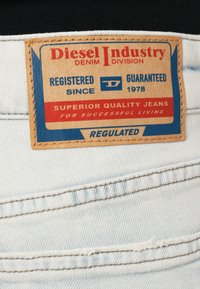 Diesel Industry
DENIM DIVISION
REGISTERED D GUARANTEED
SINCE 1978
SUPERIOR QUALITY JEANS
FOR SUCCESSFUL LIVING
REGULATED